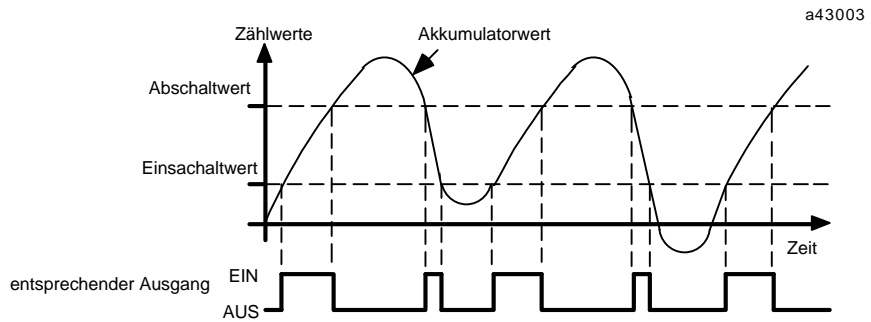 a43003
Zählwerte
Akkumulatorwert
Abschaltwert
Einsachaltwert
Zeit
entsprechender Ausgang
EIN
AUS